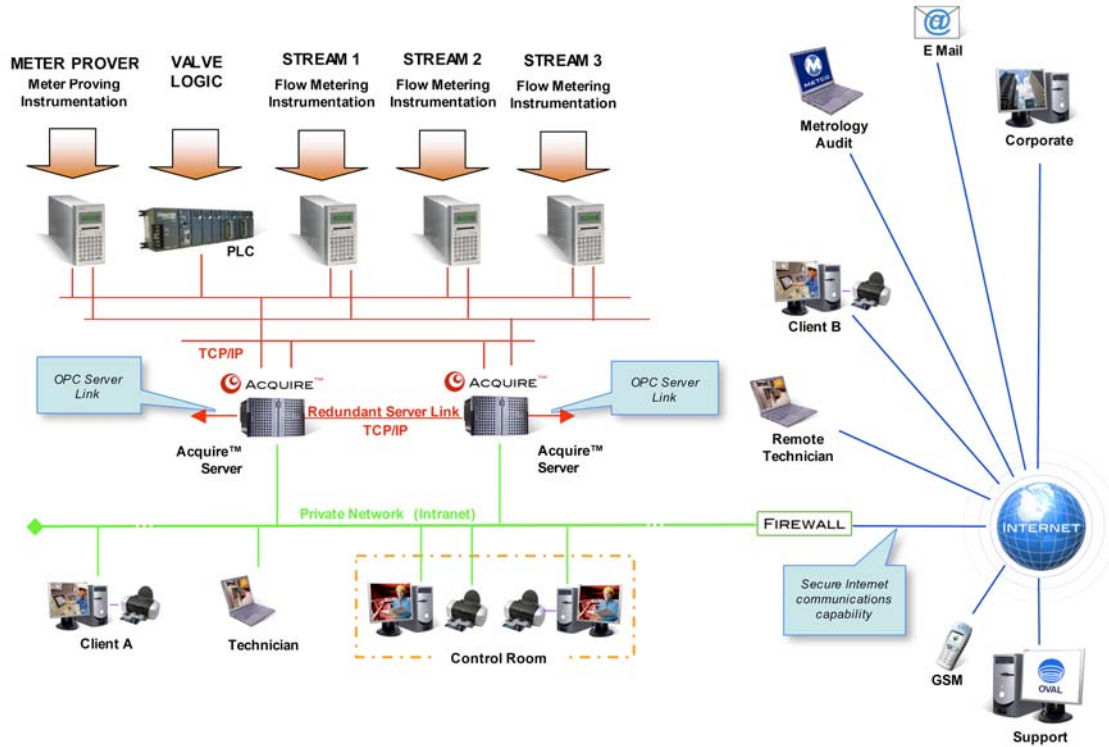 METER PROVER
Meter Proving
Instrumentation
VALVE
LOGIC
STREAM 1
Flow Metering
Instrumentation
STREAM 2
Flow Metering
Instrumentation
STREAM 3
Flow Metering
Instrumentation
PLC
TCP/IP
OPC Server
Link
ACQUIRE™
ACQUIRE™
OPC Server
Link
Redundant Server Link
TCP/IP
Acquire™
Server
Acquire™
Server
Private Network (Intranet)
FIREWALL
Client A
Technician
Control Room
@
E Mail
METCO
Metrology
Audit
Corporate
Client B
Remote
Technician
INTERNET
Secure Internet
communications
capability
GSM
OVAL
Support